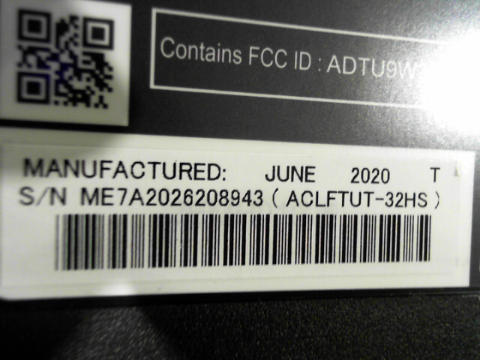 Contains FCC ID : ADTU9W
MANUFACTURED: JUNE 2020 T
S/N ME7A2026208943 ( ACLFTUT-32HS )